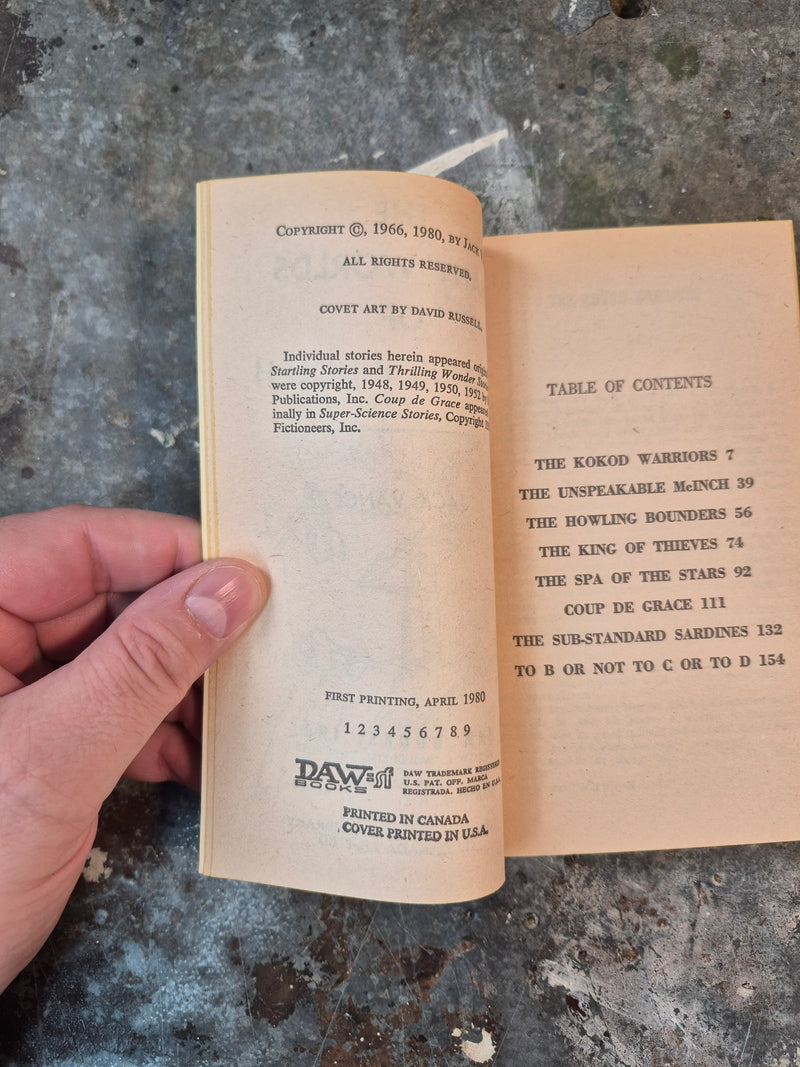 COPYRIGHT ©, 1966, 1980, BY JACK
ALL RIGHTS RESERVED.
COVET ART BY DAVID RUSSELL.
Individual stories herein appeared
Startling Stories and Thrilling Wonder
were copyright, 1948, 1949, 1950, 1952 by
Publications, Inc. Coup de Grace appeared
inally in Super-Science Stories, Copyright
Fictioneers, Inc.
FIRST PRINTING, APRIL 1980
1 2 3 4 5 6 7 8 9
DAW sf
BOOKS
DAW TRADEMARK REGISTERED
U.S. PAT. OFF. MARCA
REGISTRADA. HECHO EN U.S.A.
PRINTED IN CANADA
COVER PRINTED IN U.S.A.
TABLE OF CONTENTS
THE KOKOD WARRIORS 7
THE UNSPEAKABLE McINCH 39
THE HOWLING BOUNDERS 56
THE KING OF THIEVES 74
THE SPA OF THE STARS 92
COUP DE GRACE 111
THE SUB-STANDARD SARDINES 132
TO B OR NOT TO C OR TO D 154